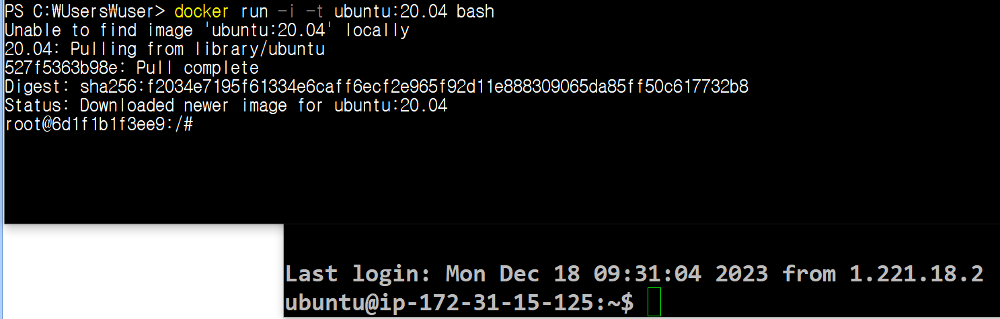 PS C:₩Users₩user> docker run -i -t ubuntu:20.04 bash
Unable to find image 'ubuntu:20.04' locally
20.04: Pulling from library/ubuntu
527f5363b98e: Pull complete
Digest: sha256:f2034e7195f61334e6caff6ecf2e965f92d11e888309065da85ff50c617732b8
Status: Downloaded newer image for ubuntu:20.04
root@6d1f1b1f3ee9:/#
Last login: Mon Dec 18 09:31:04 2023 from 1.221.18.2
ubuntu@ip-172-31-15-125:~$